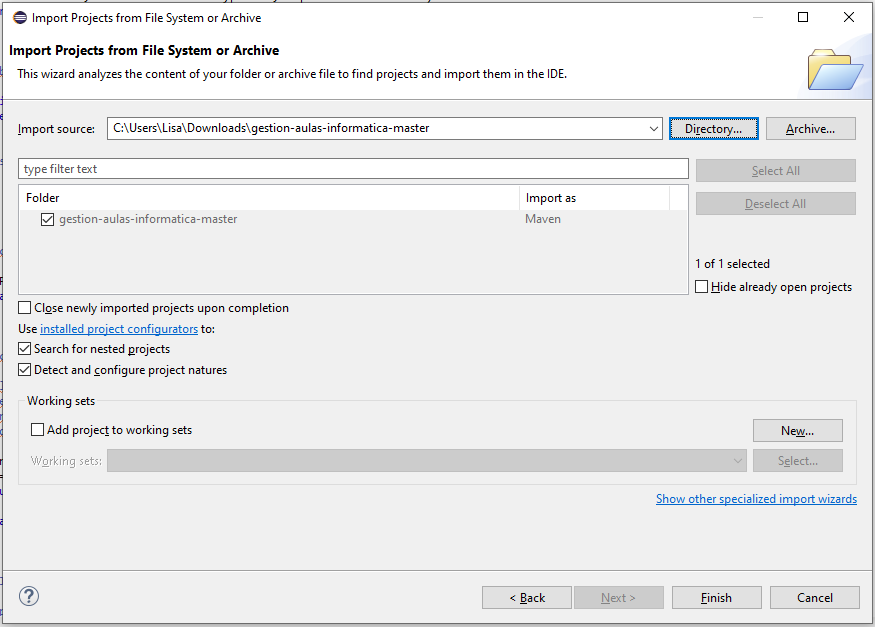 Import Projects from File System or Archive
Import Projects from File System or Archive
This wizard analyzes the content of your folder or archive file to find projects and import them in the IDE.
Import source: C:\Users\Lisa\Downloads\gestion-aulas-informatica-master Directory... Archive...
type filter text Select All
Folder Import as Deselect All
gestion-aulas-informatica-master Maven
1 of 1 selected
Hide already open projects
Close newly imported projects upon completion
Use installed project configurators to:
Search for nested projects
Detect and configure project natures
Working sets
Add project to working sets New...
Working sets: Select...
Show other specialized import wizards
? < Back Next > Finish Cancel